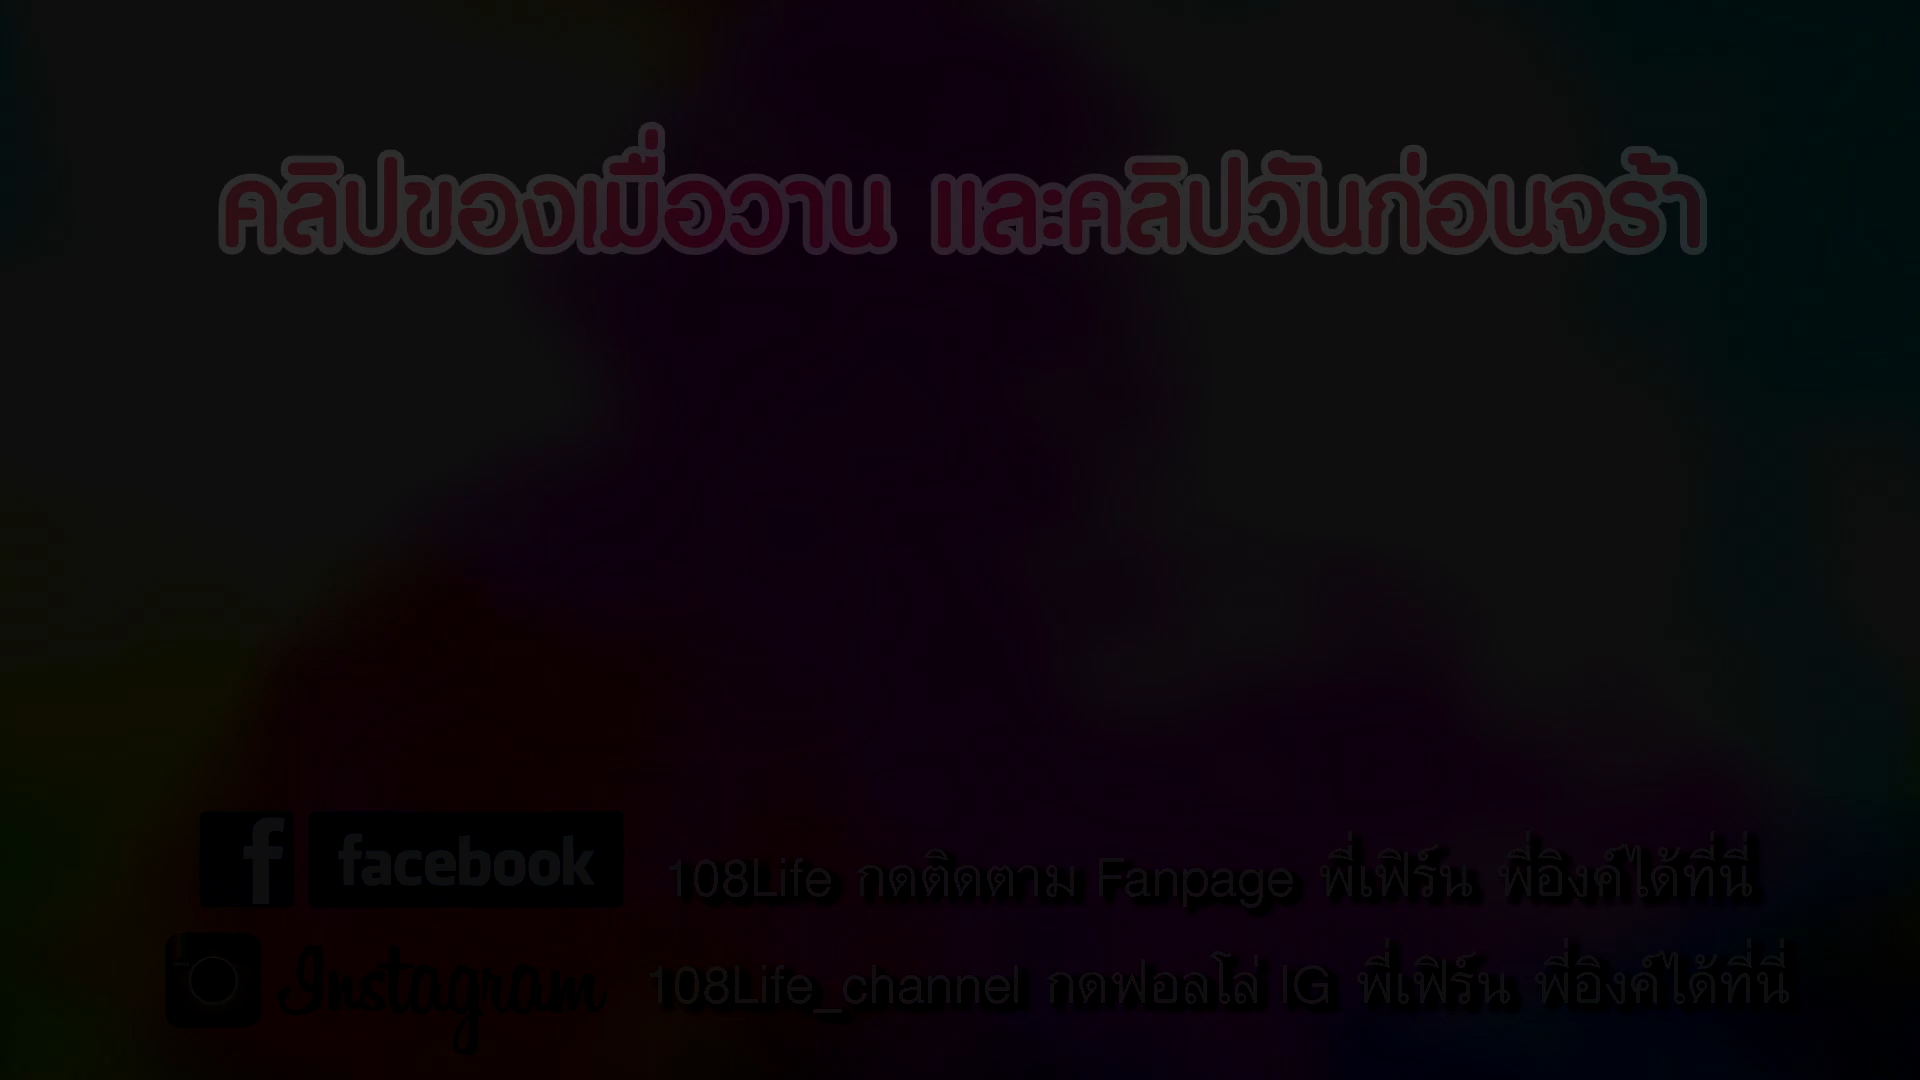 คลิปของเมื่อวาน และคลิปวันก่อนจร้า
f facebook 108Life กดติดตาม Fanpage พี่เฟิร์น พี่อิงค์ได้ที่นี่
Instagram 108Life_channel กดฟอลโล่ IG พี่เฟิร์น พี่อิงค์ได้ที่นี่